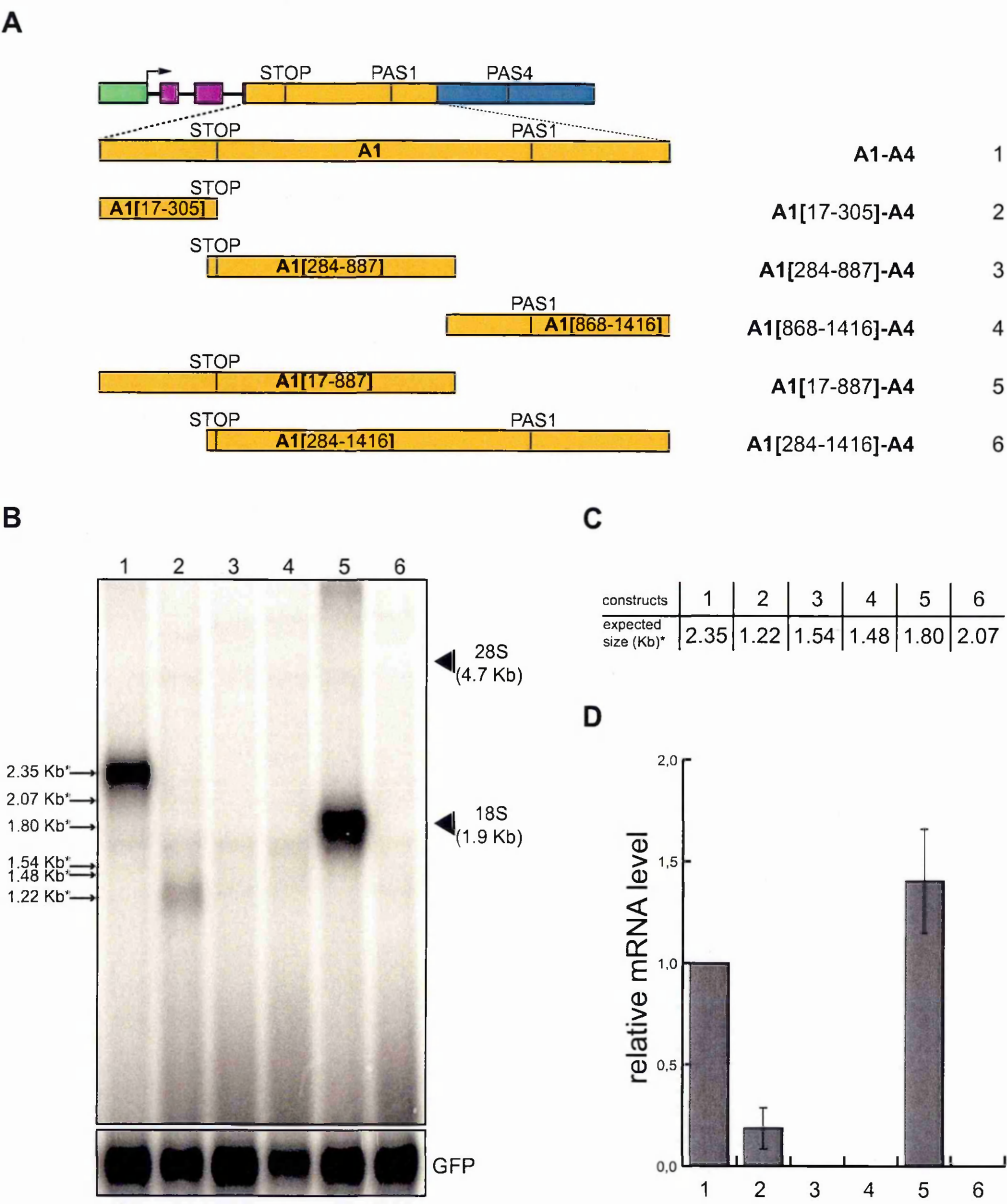 A
STOP PAS1 PAS4
STOP PAS1
A1 A1-A4 1
STOP
A1[17-305] A1[17-305]-A4 2
STOP
A1[284-887] A1[284-887]-A4 3
PAS1
A1[868-1416] A1[868-1416]-A4 4
STOP
A1[17-887] A1[17-887]-A4 5
STOP PAS1
A1[284-1416] A1[284-1416]-A4 6
B
1 2 3 4 5 6
28S
(4.7 Kb)
2.35 Kb*
2.07 Kb*
1.80 Kb*
18S
(1.9 Kb)
1.54 Kb*
1.48 Kb*
1.22 Kb*
GFP
C
constructs 1 2 3 4 5 6
expected
size (Kb)* 2.35 1.22 1.54 1.48 1.80 2.07
D
relative mRNA level
2,0
1,5
1,0
0,5
0,0
1 2 3 4 5 6